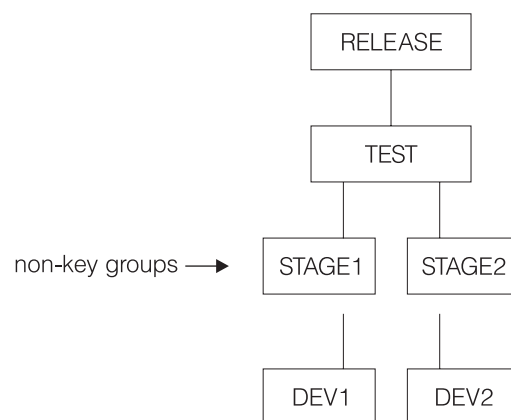 RELEASE
TEST
non-key groups
STAGE1
STAGE2
DEV1
DEV2